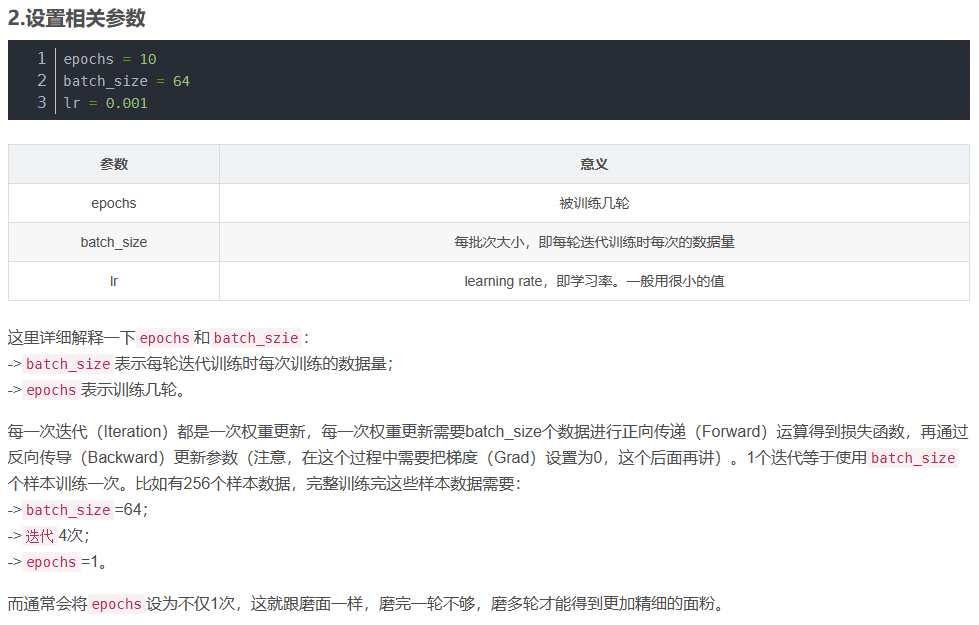 2.设置相关参数
1 epochs = 10
2 batch_size = 64
3 lr = 0.001
参数 意义
epochs 被训练几轮
batch_size 每批次大小，即每轮迭代训练时每次的数据量
lr learning rate，即学习率。一般用很小的值
这里详细解释一下 epochs 和 batch_szie：
-> batch_size 表示每轮迭代训练时每次训练的数据量；
-> epochs 表示训练几轮。
每一次迭代（Iteration）都是一次权重更新，每一次权重更新需要batch_size个数据进行正向传递（Forward）运算得到损失函数，再通过
反向传导（Backward）更新参数（注意，在这个过程中需要把梯度（Grad）设置为0，这个后面再讲）。1个迭代等于使用 batch_size
个样本训练一次。比如有256个样本数据，完整训练完这些样本数据需要：
-> batch_size =64；
-> 迭代 4次；
-> epochs =1。
而通常会将 epochs 设为不仅1次，这就跟磨面一样，磨完一轮不够，磨多轮才能得到更加精细的面粉。